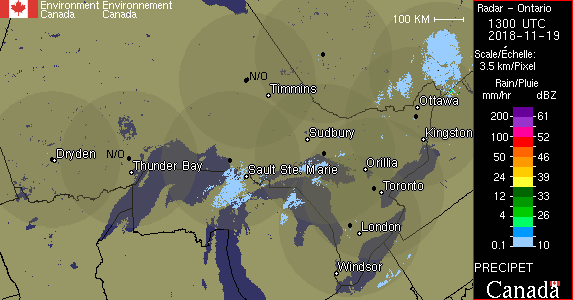 Environment Environnement
Canada Canada
100 KM
N/O
Timmins
Ottawa
Sudbury
Kingston
Dryden
N/O
Thunder Bay
Sault Ste. Marie
Orillia
Toronto
London
Windsor
Radar - Ontario
1300 UTC
2018-11-19
Scale/Échelle:
3.5 km/Pixel
Rain/Pluie
mm/hr dBZ
200 61
100 52
50 46
24 39
12 33
4 26
0.1 10
PRECIPET
Canada